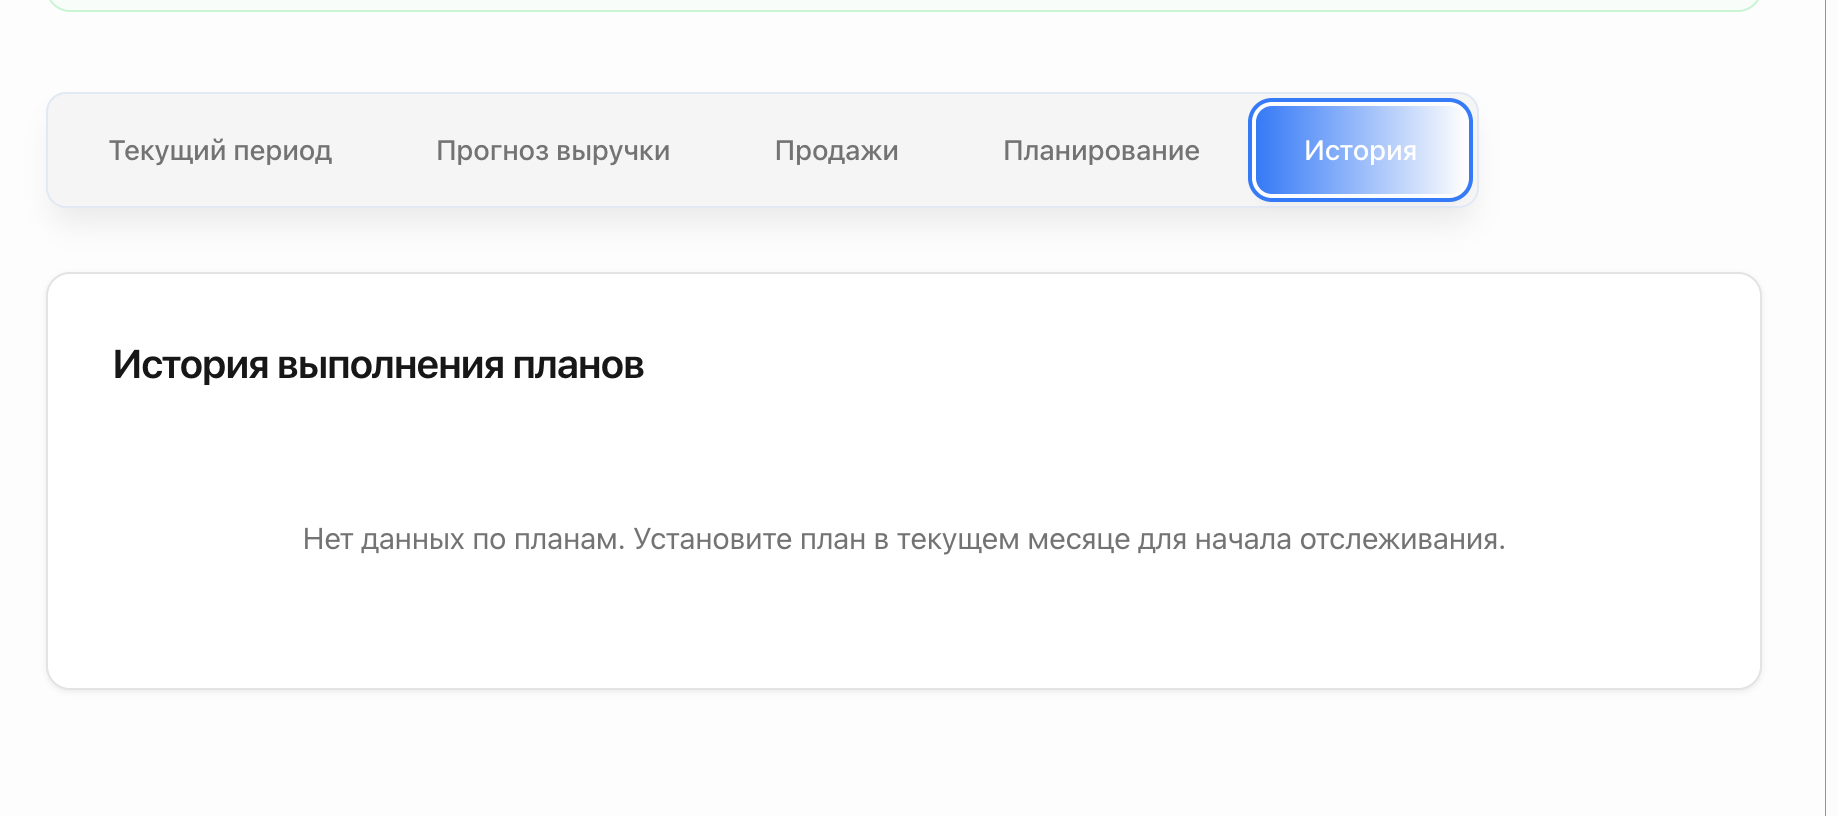 Текущий период Прогноз выручки Продажи Планирование История
История выполнения планов
Нет данных по планам. Установите план в текущем месяце для начала отслеживания.